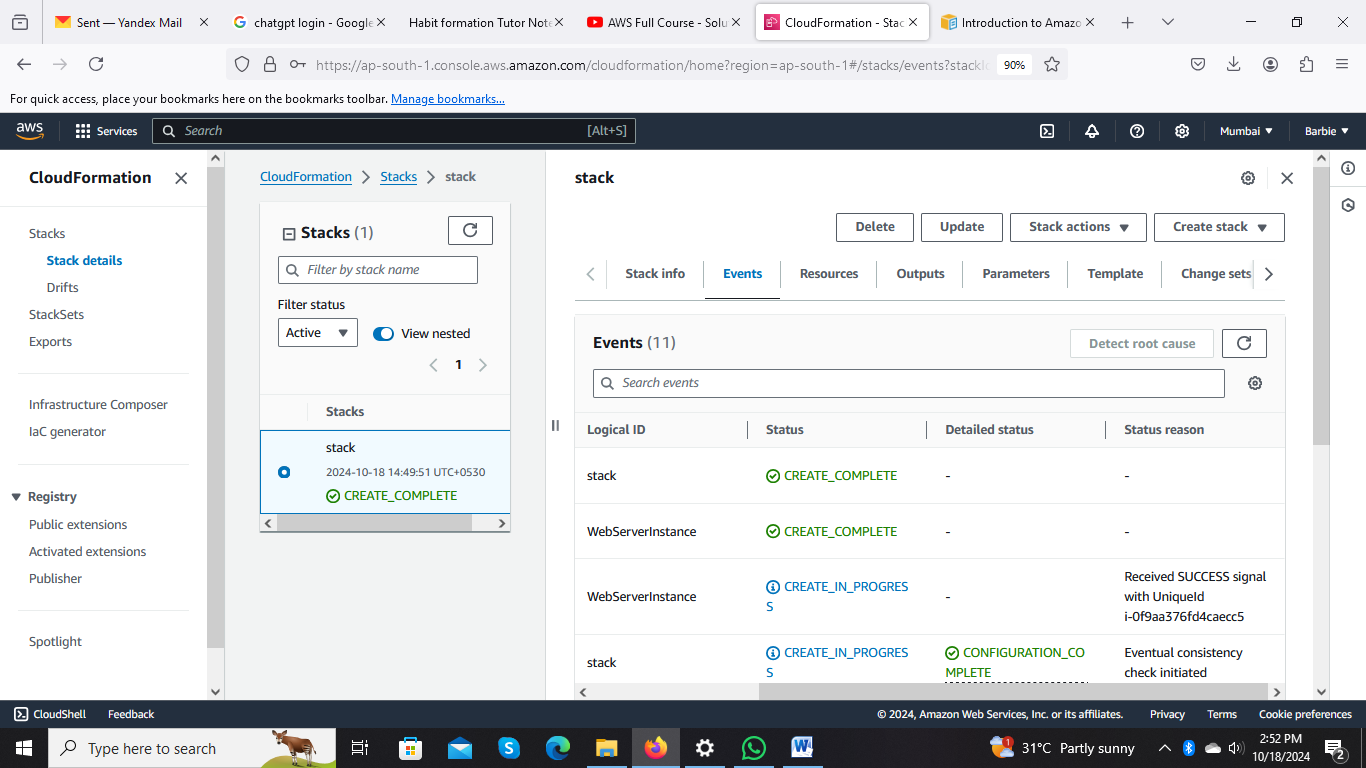 Sent — Yandex Mail
chatgpt login - Google
Habit formation Tutor Note
AWS Full Course - Solu
CloudFormation - Stac
Introduction to Amazo
https://ap-south-1.console.aws.amazon.com/cloudformation/home?region=ap-south-1#/stacks/events?stackId
90%
For quick access, place your bookmarks here on the bookmarks toolbar. Manage bookmarks...
aws
Services
Search
[Alt+S]
Mumbai
Barbie
CloudFormation
Stacks
Stack details
Drifts
StackSets
Exports
Infrastructure Composer
IaC generator
Registry
Public extensions
Activated extensions
Publisher
Spotlight
CloudFormation
Stacks
stack
Stacks (1)
Filter by stack name
Filter status
Active
View nested
1
Stacks
stack
2024-10-18 14:49:51 UTC+0530
CREATE_COMPLETE
stack
Delete
Update
Stack actions
Create stack
Stack info
Events
Resources
Outputs
Parameters
Template
Change sets
Events (11)
Detect root cause
Search events
Logical ID
Status
Detailed status
Status reason
stack
CREATE_COMPLETE
-
-
WebServerInstance
CREATE_COMPLETE
-
-
WebServerInstance
CREATE_IN_PROGRES
S
-
Received SUCCESS signal
with UniqueId
i-0f9aa376fd4caecc5
stack
CREATE_IN_PROGRES
S
CONFIGURATION_CO
MPLETE
Eventual consistency
check initiated
CloudShell
Feedback
© 2024, Amazon Web Services, Inc. or its affiliates.
Privacy
Terms
Cookie preferences
Type here to search
1
31°C Partly sunny
2:52 PM
10/18/2024
2